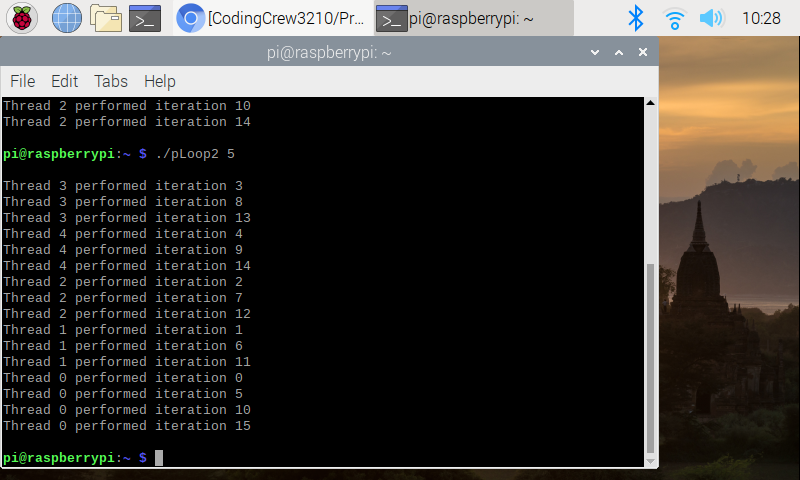 [CodingCrew3210/Pr...
pi@raspberrypi: ~
10:28
pi@raspberrypi: ~
File Edit Tabs Help
Thread 2 performed iteration 10
Thread 2 performed iteration 14
pi@raspberrypi:~ $ ./pLoop2 5
Thread 3 performed iteration 3
Thread 3 performed iteration 8
Thread 3 performed iteration 13
Thread 4 performed iteration 4
Thread 4 performed iteration 9
Thread 4 performed iteration 14
Thread 2 performed iteration 2
Thread 2 performed iteration 7
Thread 2 performed iteration 12
Thread 1 performed iteration 1
Thread 1 performed iteration 6
Thread 1 performed iteration 11
Thread 0 performed iteration 0
Thread 0 performed iteration 5
Thread 0 performed iteration 10
Thread 0 performed iteration 15
pi@raspberrypi:~ $